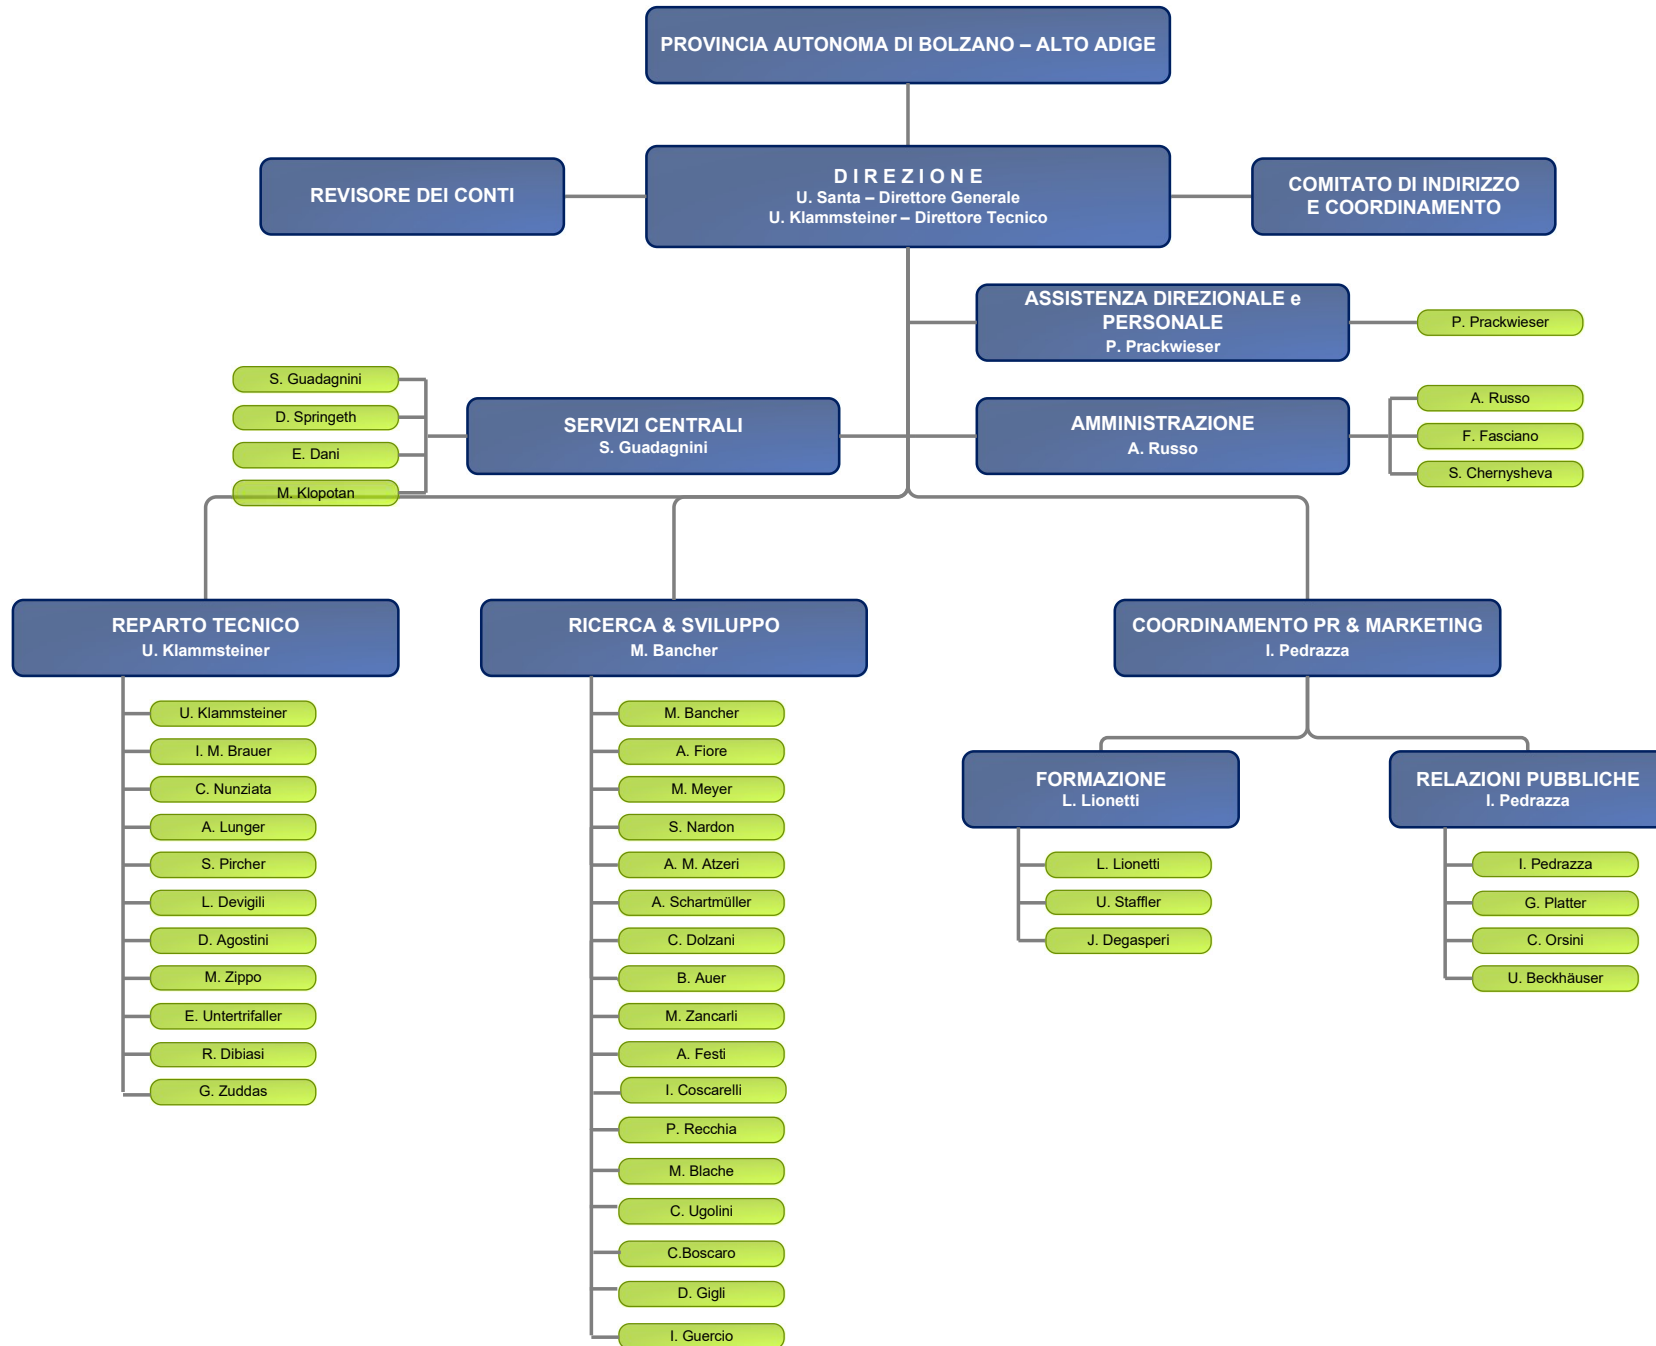 PROVINCIA AUTONOMA DI BOLZANO – ALTO ADIGE
REVISORE DEI CONTI
D I R E Z I O N E
U. Santa – Direttore Generale
U. Klammsteiner – Direttore Tecnico
COMITATO DI INDIRIZZO
E COORDINAMENTO
ASSISTENZA DIREZIONALE e
PERSONALE
P. Prackwieser
P. Prackwieser
S. Guadagnini
D. Springeth
E. Dani
M. Klopotan
SERVIZI CENTRALI
S. Guadagnini
AMMINISTRAZIONE
A. Russo
A. Russo
F. Fasciano
S. Chernysheva
REPARTO TECNICO
U. Klammsteiner
U. Klammsteiner
I. M. Brauer
C. Nunziata
A. Lunger
S. Pircher
L. Devigili
D. Agostini
M. Zippo
E. Untertrifaller
R. Dibiasi
G. Zuddas
RICERCA & SVILUPPO
M. Bancher
M. Bancher
A. Fiore
M. Meyer
S. Nardon
A. M. Atzeri
A. Schartmüller
C. Dolzani
B. Auer
M. Zancarli
A. Festi
I. Coscarelli
P. Recchia
M. Blache
C. Ugolini
C.Boscaro
D. Gigli
I. Guercio
COORDINAMENTO PR & MARKETING
I. Pedrazza
FORMAZIONE
L. Lionetti
L. Lionetti
U. Staffler
J. Degasperi
RELAZIONI PUBBLICHE
I. Pedrazza
I. Pedrazza
G. Platter
C. Orsini
U. Beckhäuser